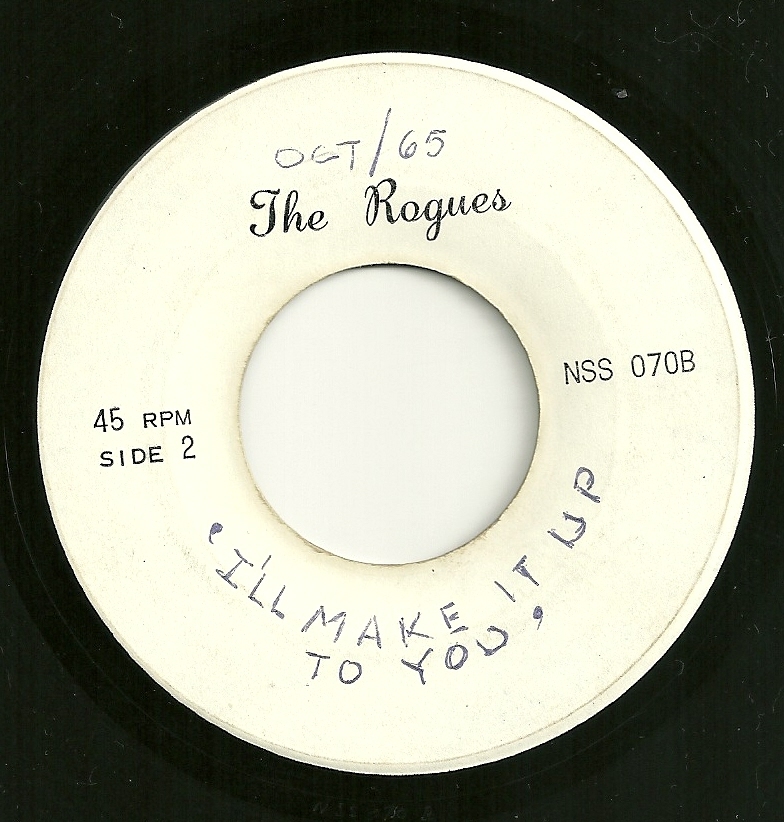 OCT/65
The Rogues
NSS 070B
45 RPM
SIDE 2
'I'LL MAKE IT UP
TO YOU,